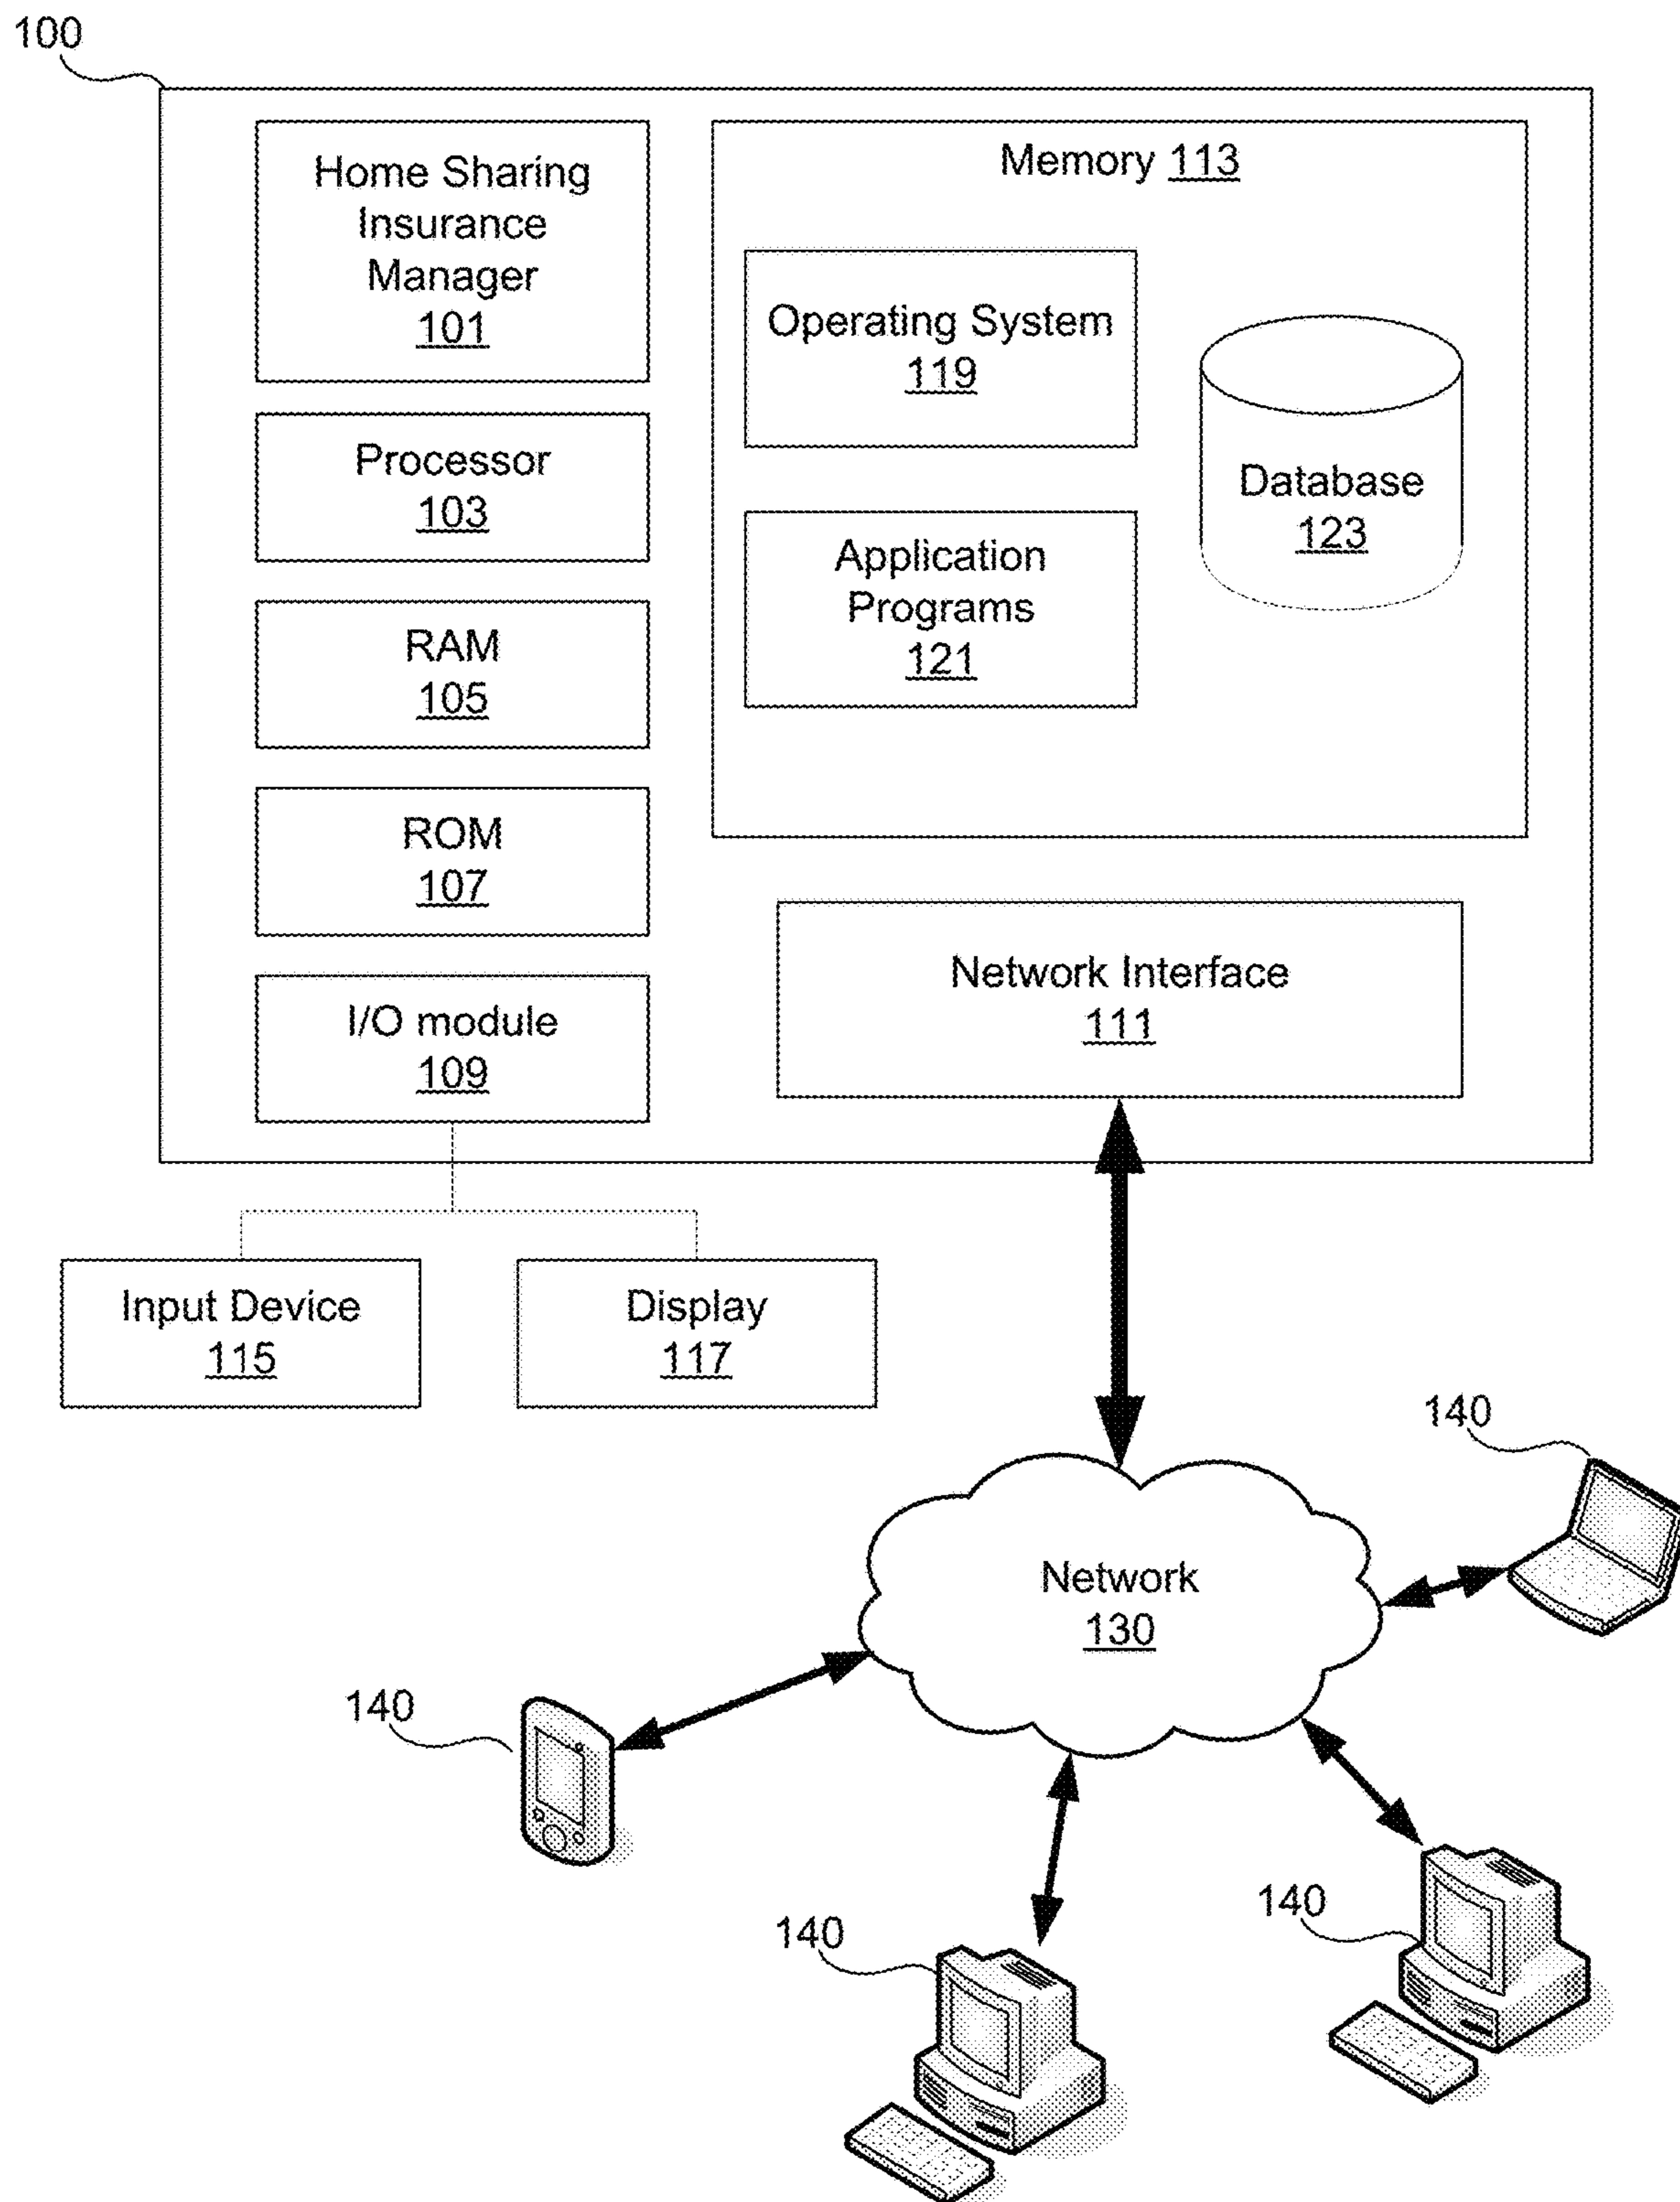 100
Home Sharing
Insurance
Manager
101
Processor
103
RAM
105
ROM
107
I/O module
109
Memory 113
Operating System
119
Application
Programs
121
Database
123
Network Interface
111
Input Device
115
Display
117
Network
130
140
140
140
140